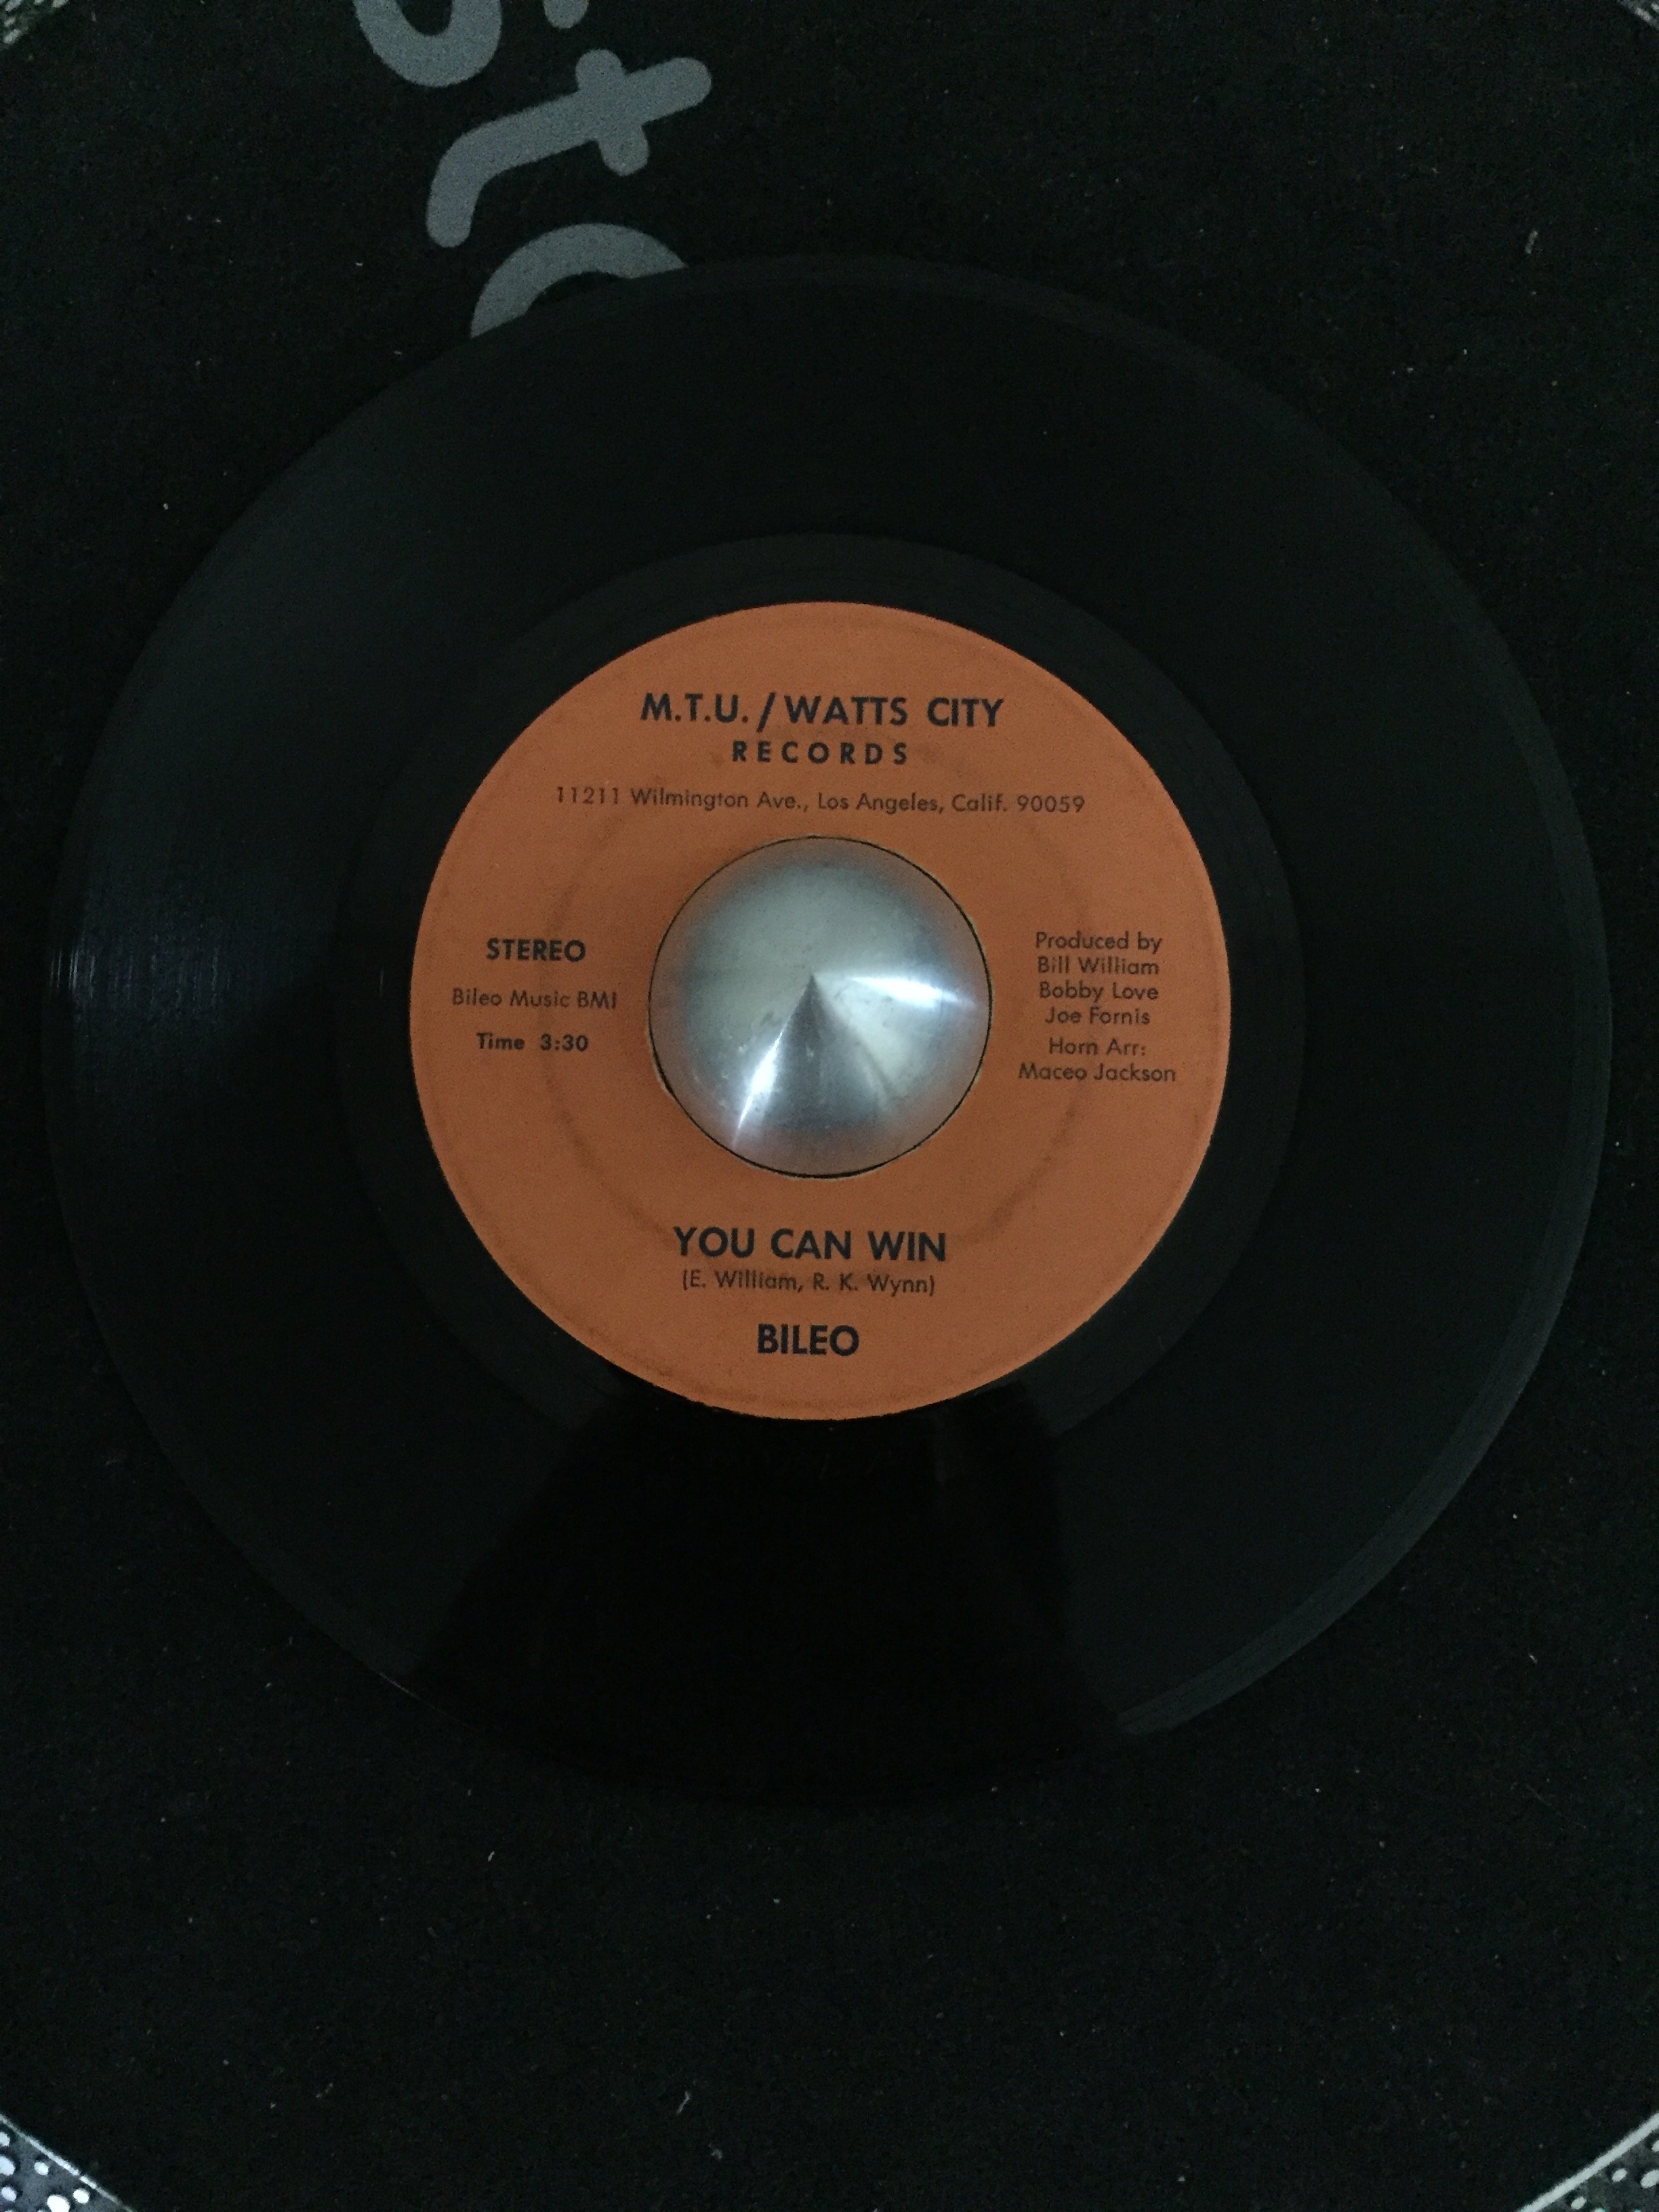 M.T.U./WATTS CITY
RECORDS
11211 Wilmington Ave., Los Angeles, Calif. 90059
STEREO
Bileo Music BMI
Time 3:30
Produced by
Bill William
Bobby Love
Joe Fornis
Horn Arr:
Maceo Jackson
YOU CAN WIN
(E. William, R. K. Wynn)
BILEO